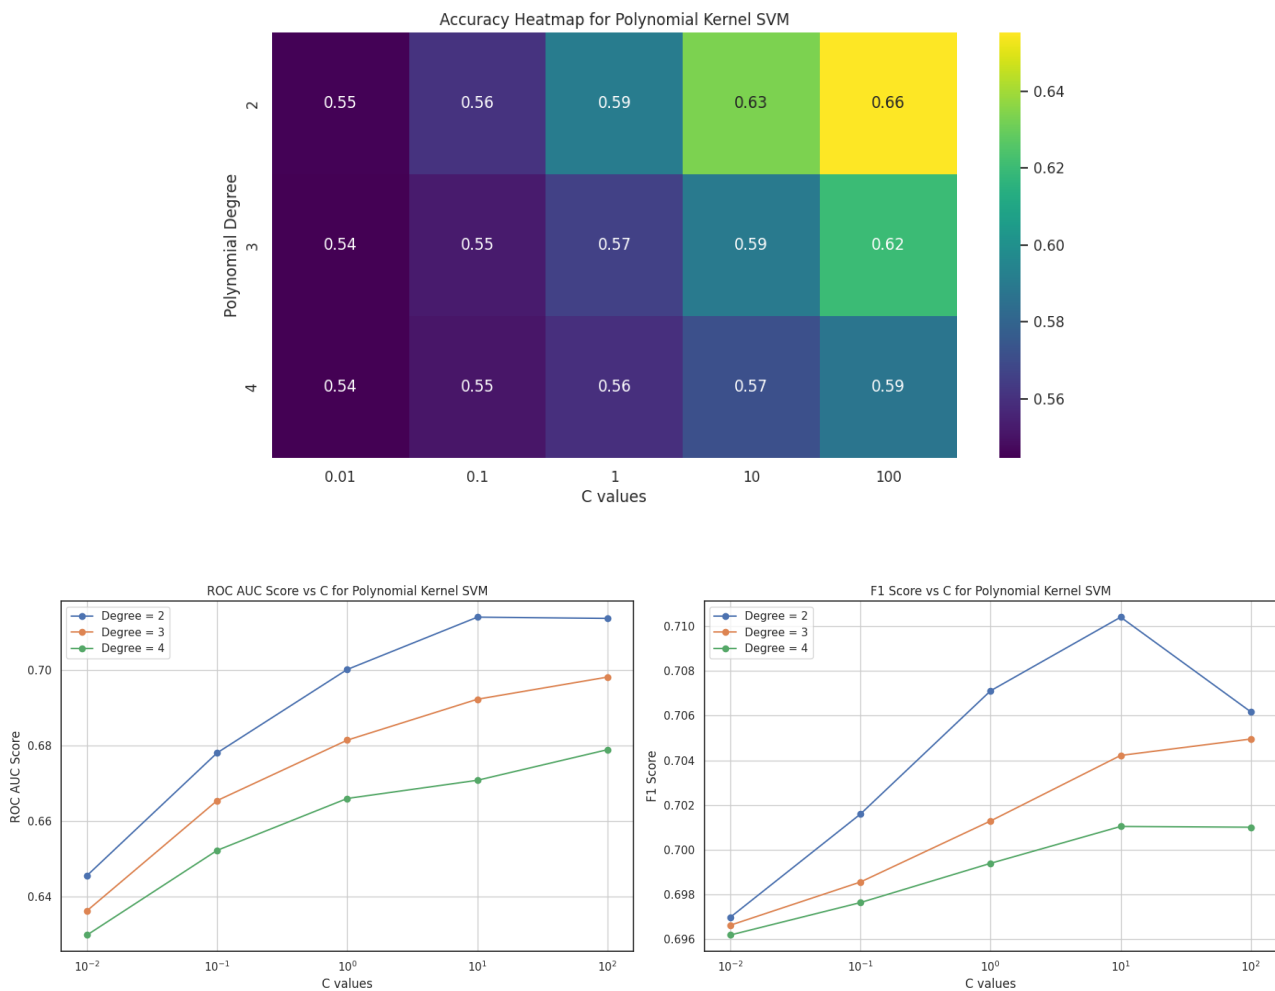 Accuracy Heatmap for Polynomial Kernel SVM
Polynomial Degree
2
0.55 0.56 0.59 0.63 0.66
3
0.54 0.55 0.57 0.59 0.62
4
0.54 0.55 0.56 0.57 0.59
0.01 0.1 1 10 100
C values
0.64
0.62
0.60
0.58
0.56
ROC AUC Score vs C for Polynomial Kernel SVM
Degree = 2
Degree = 3
Degree = 4
ROC AUC Score
0.70
0.68
0.66
0.64
10⁻² 10⁻¹ 10⁰ 10¹ 10²
C values
F1 Score vs C for Polynomial Kernel SVM
Degree = 2
Degree = 3
Degree = 4
F1 Score
0.710
0.708
0.706
0.704
0.702
0.700
0.698
0.696
10⁻² 10⁻¹ 10⁰ 10¹ 10²
C values